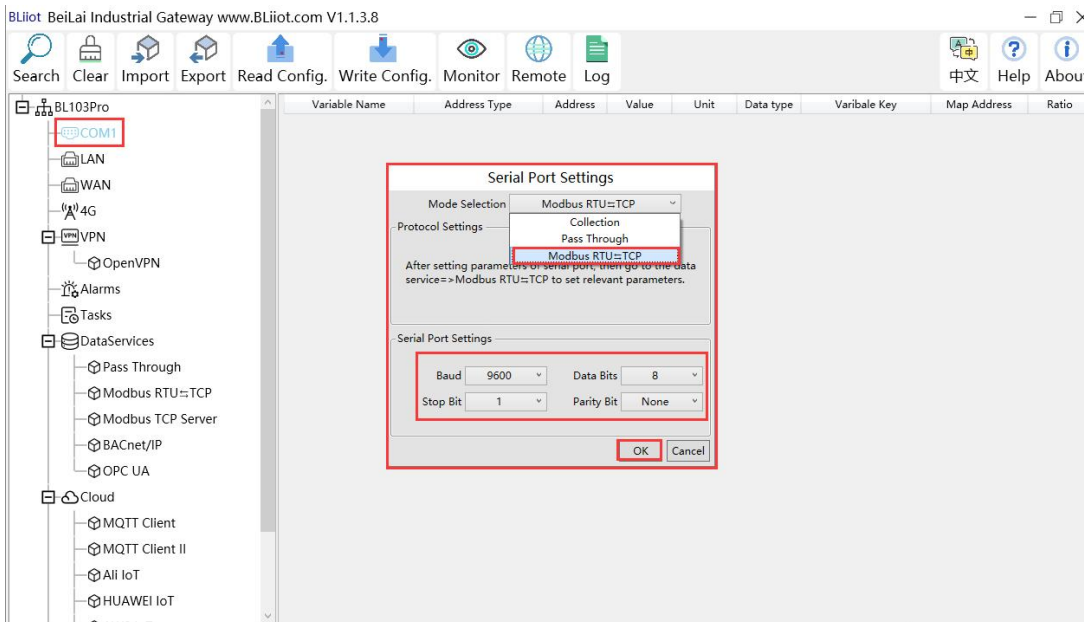 BLiiot BeiLai Industrial Gateway www.BLiiot.com V1.1.3.8
Search Clear Import Export Read Config. Write Config. Monitor Remote Log 中文 Help Abou
BL103Pro
COM1
LAN
WAN
4G
VPN VPN
OpenVPN
Alarms
Tasks
DataServices
Pass Through
Modbus RTU⇆TCP
Modbus TCP Server
BACnet/IP
OPC UA
Cloud
MQTT Client
MQTT Client II
Ali IoT
HUAWEI IoT
Variable Name Address Type Address Value Unit Data type Varibale Key Map Address Ratio
Serial Port Settings
Mode Selection Modbus RTU⇆TCP
Collection
Pass Through
Modbus RTU⇆TCP
Protocol Settings
After setting parameters of serial port, then go to the data
service=>Modbus RTU⇆TCP to set relevant parameters.
Serial Port Settings
Baud 9600 Data Bits 8
Stop Bit 1 Parity Bit None
OK Cancel